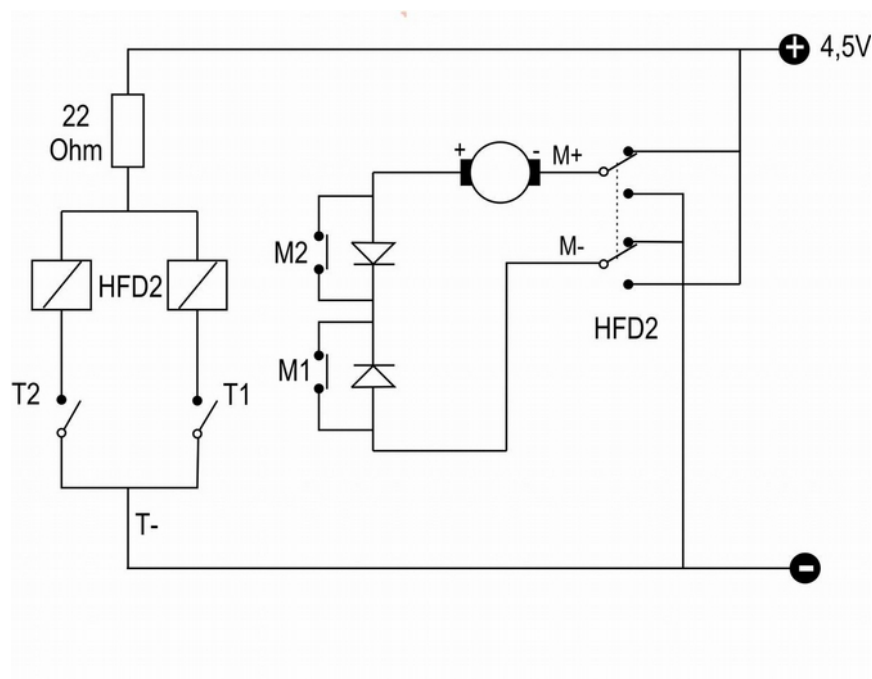 + 4,5V
22
Ohm
+ - M+
M2
M-
HFD2
HFD2
M1
T2
T1
T-
-